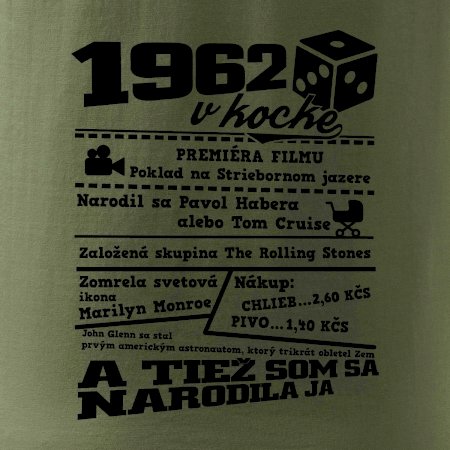 1962
v kocke
PREMIÉRA FILMU
Poklad na Striebornom jazere
Narodil sa Pavol Habera
alebo Tom Cruise
Založená skupina The Rolling Stones
Zomrela svetová
ikona
Marilyn Monroe
Nákup:
CHLIEB...2,60 KČS
PIVO...1,40 KČS
John Glenn sa stal
prvým americkým astronautom, ktorý trikrát obletel Zem
A TIEŽ SOM SA
NARODILA JA